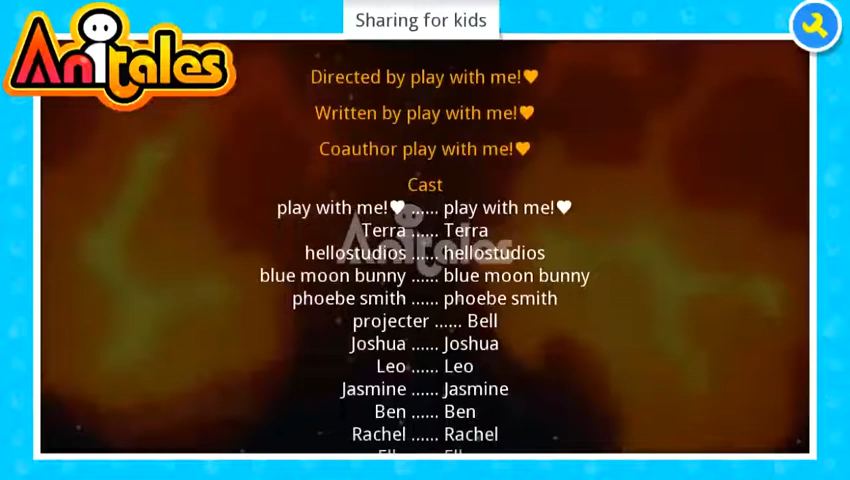 Sharing for kids
Anitales
Directed by play with me!♥
Written by play with me!♥
Coauthor play with me!♥
Cast
play with me!♥ ...... play with me!♥
Terra ...... Terra
hellostudios ...... hellostudios
blue moon bunny ...... blue moon bunny
phoebe smith ...... phoebe smith
projecter ...... Bell
Joshua ...... Joshua
Leo ...... Leo
Jasmine ...... Jasmine
Ben ...... Ben
Rachel ...... Rachel
Anitales